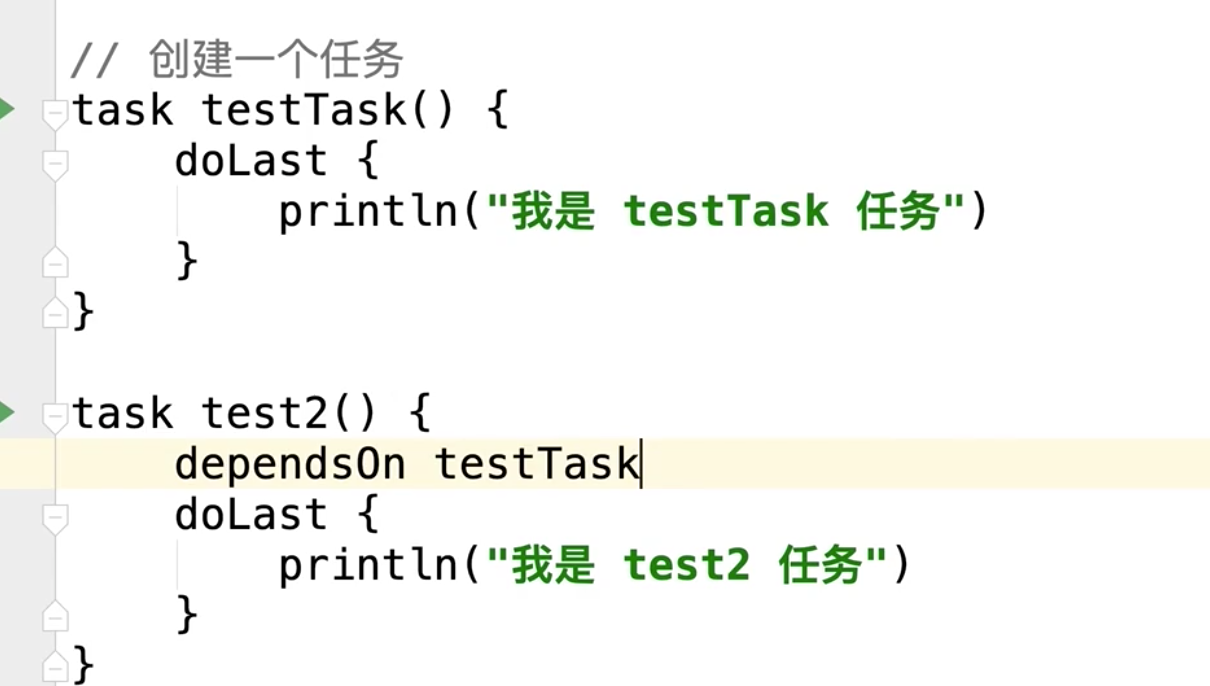 // 创建一个任务
task testTask() {
    doLast {
        println("我是 testTask 任务")
    }
}
task test2() {
    dependsOn testTask
    doLast {
        println("我是 test2 任务")
    }
}